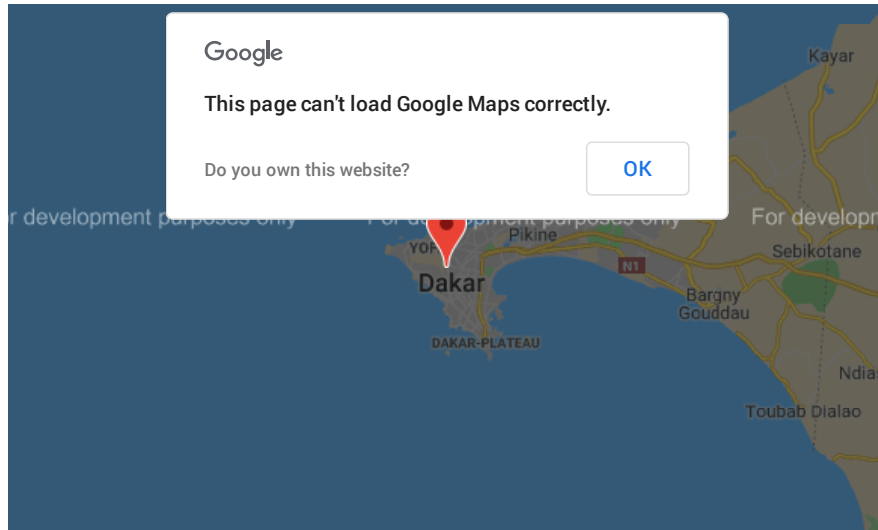 Google
This page can't load Google Maps correctly.
Do you own this website?
OK
Kayar
r development purposes only
For development purposes only
For developm
Pikine
YOF
Sebikotane
N1
Dakar
Bargny
Gouddau
DAKAR-PLATEAU
Ndia
Toubab Dialao